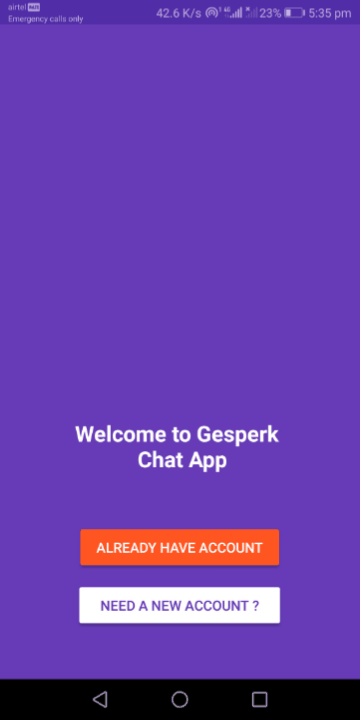 airtel VoLTE 42.6 K/s 4G 23% 5:35 pm
Emergency calls only
Welcome to Gesperk
Chat App
ALREADY HAVE ACCOUNT
NEED A NEW ACCOUNT ?